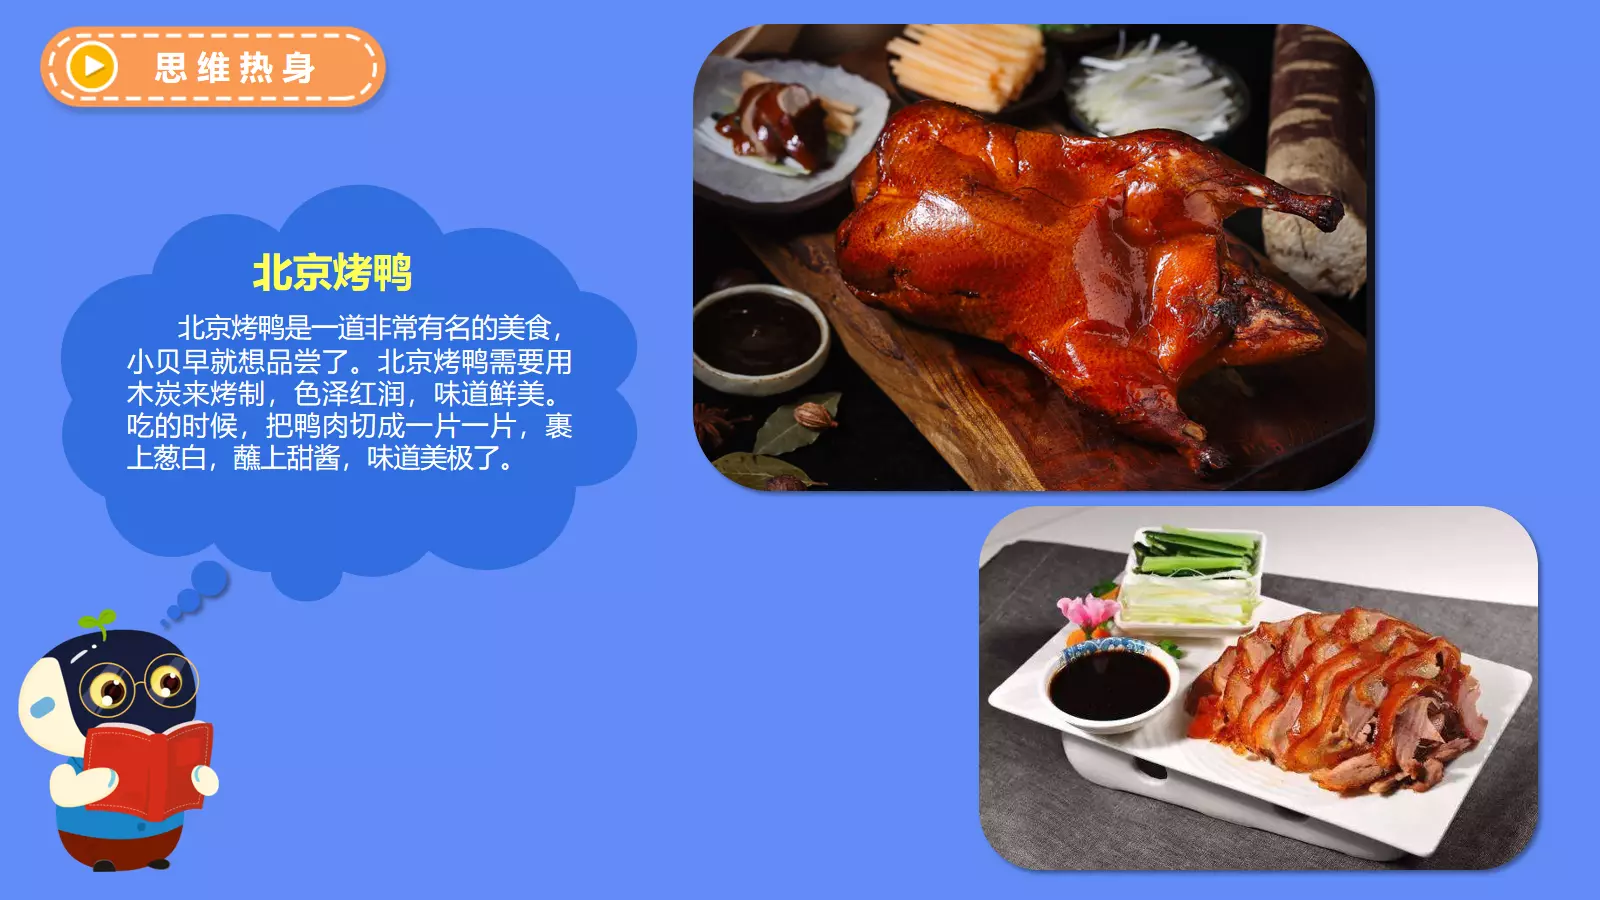 思维热身
北京烤鸭
北京烤鸭是一道非常有名的美食，
小贝早就想品尝了。北京烤鸭需要用
木炭来烤制，色泽红润，味道鲜美。
吃的时候，把鸭肉切成一片一片，裹
上葱白，蘸上甜酱，味道美极了。